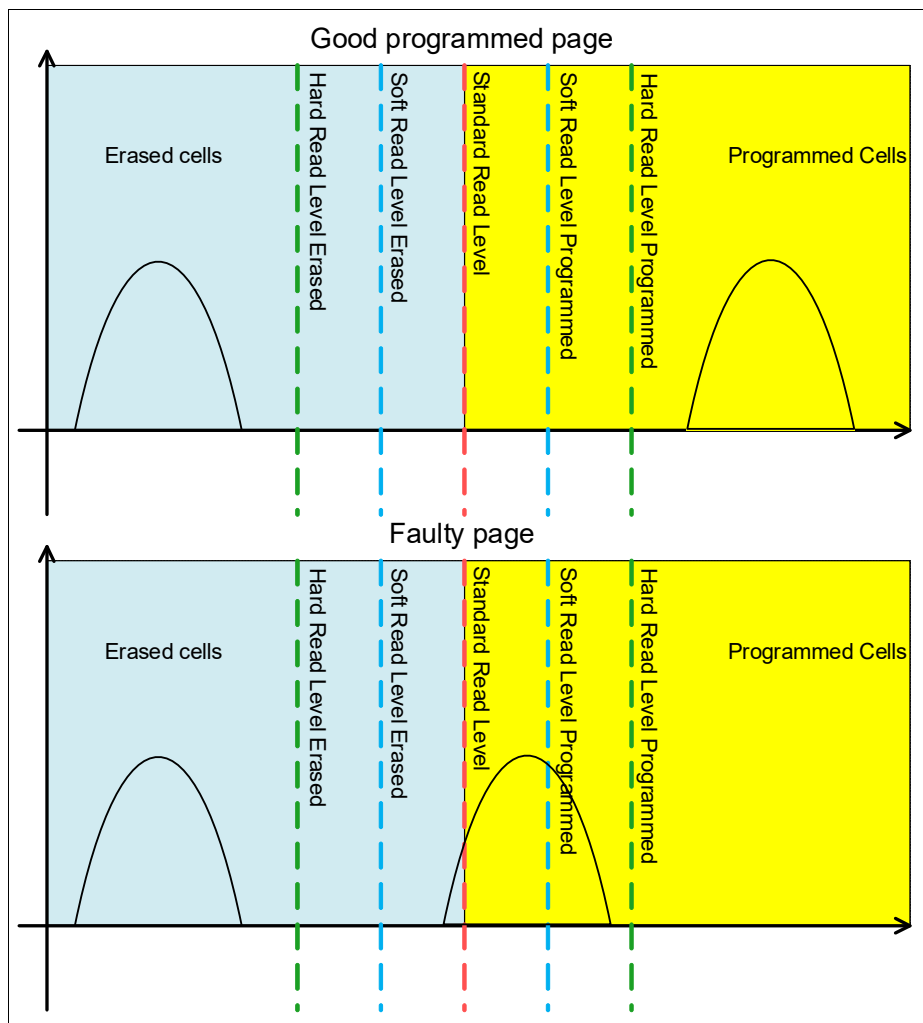 Good programmed page
Hard Read Level Erased
Soft Read Level Erased
Standard Read Level
Soft Read Level Programmed
Hard Read Level Programmed
Erased cells
Programmed Cells
Faulty page
Hard Read Level Erased
Soft Read Level Erased
Standard Read Level
Soft Read Level Programmed
Hard Read Level Programmed
Erased cells
Programmed Cells